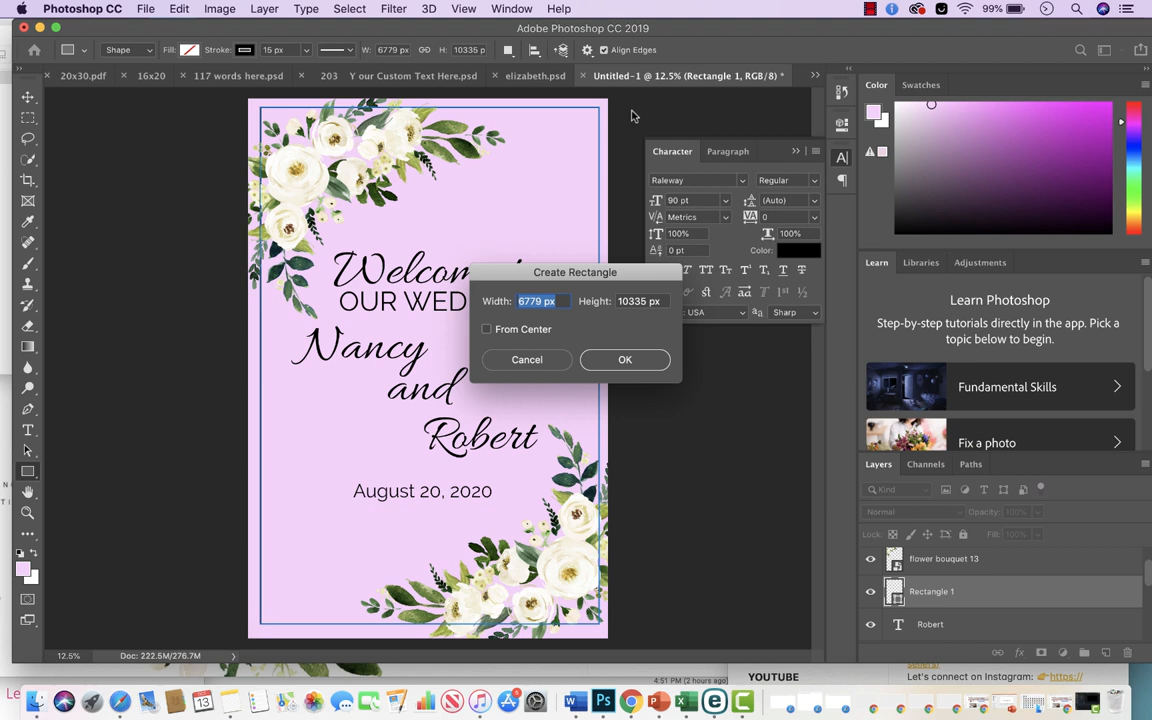 Photoshop CC File Edit Image Layer Type Select Filter 3D View Window Help 99%
Adobe Photoshop CC 2019
Shape Fill: Stroke: 15 px W: 6779 px H: 10335 p Align Edges
20x30.pdf 16x20 117 words here.psd 203 Y our Custom Text Here.psd elizabeth.psd Untitled-1 @ 12.5% (Rectangle 1, RGB/8) *
Color Swatches
Character Paragraph
Raleway Regular
90 pt (Auto)
Metrics 0
100% 100%
0 pt Color:
USA Sharp
Welcom
OUR WED
Nancy
and
Robert
August 20, 2020
Create Rectangle
Width: 6779 px Height: 10335 px
From Center
Cancel OK
Learn Libraries Adjustments
Learn Photoshop
Step-by-step tutorials directly in the app. Pick a
topic below to begin.
Fundamental Skills
Fix a photo
Layers Channels Paths
Kind
Normal Opacity: 100%
Lock: Fill: 100%
flower bouquet 13
Rectangle 1
Robert
12.5% Doc: 222.5M/276.7M
4:51 PM
YOUTUBE
Let's connect on Instagram: https://
Le